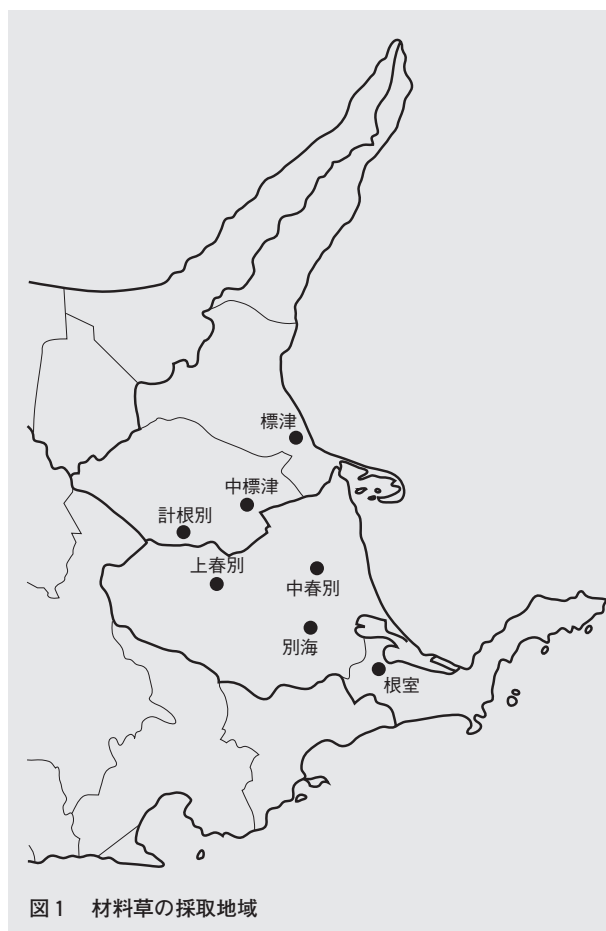 標津
中標津
計根別
上春別
中春別
別海
根室
図1 材料草の採取地域